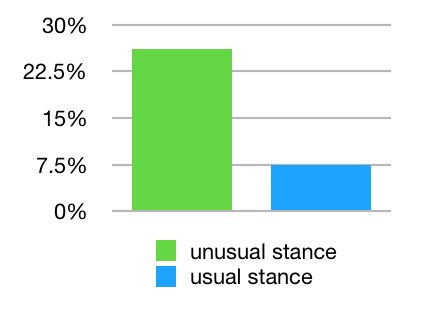 30%
22.5%
15%
7.5%
0%
unusual stance
usual stance